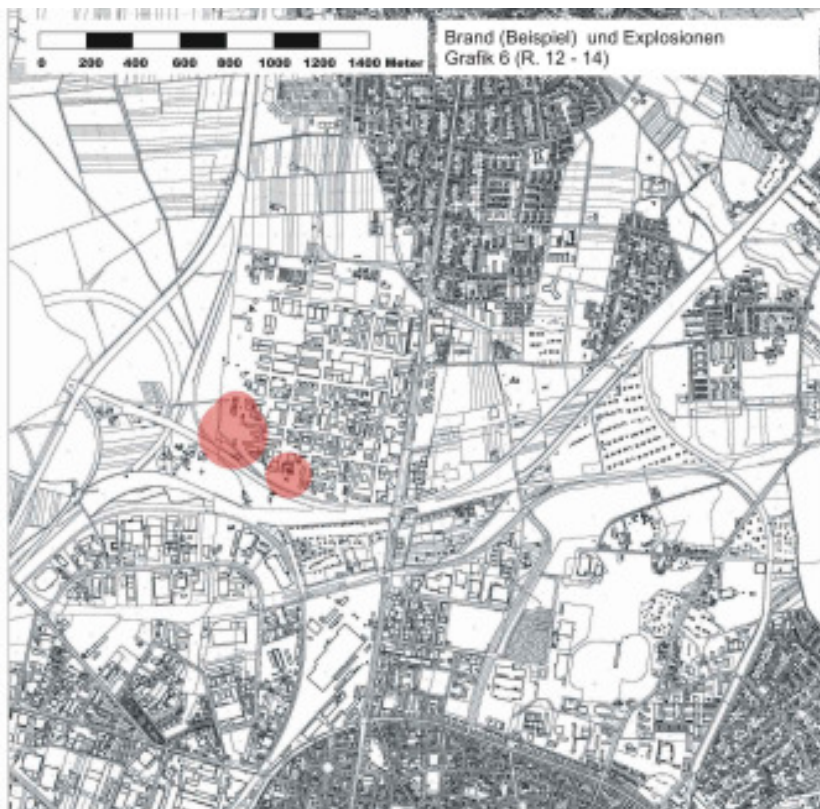 0 200 400 600 800 1000 1200 1400 Meter
Brand (Beispiel) und Explosionen
Grafik 6 (R. 12 - 14)